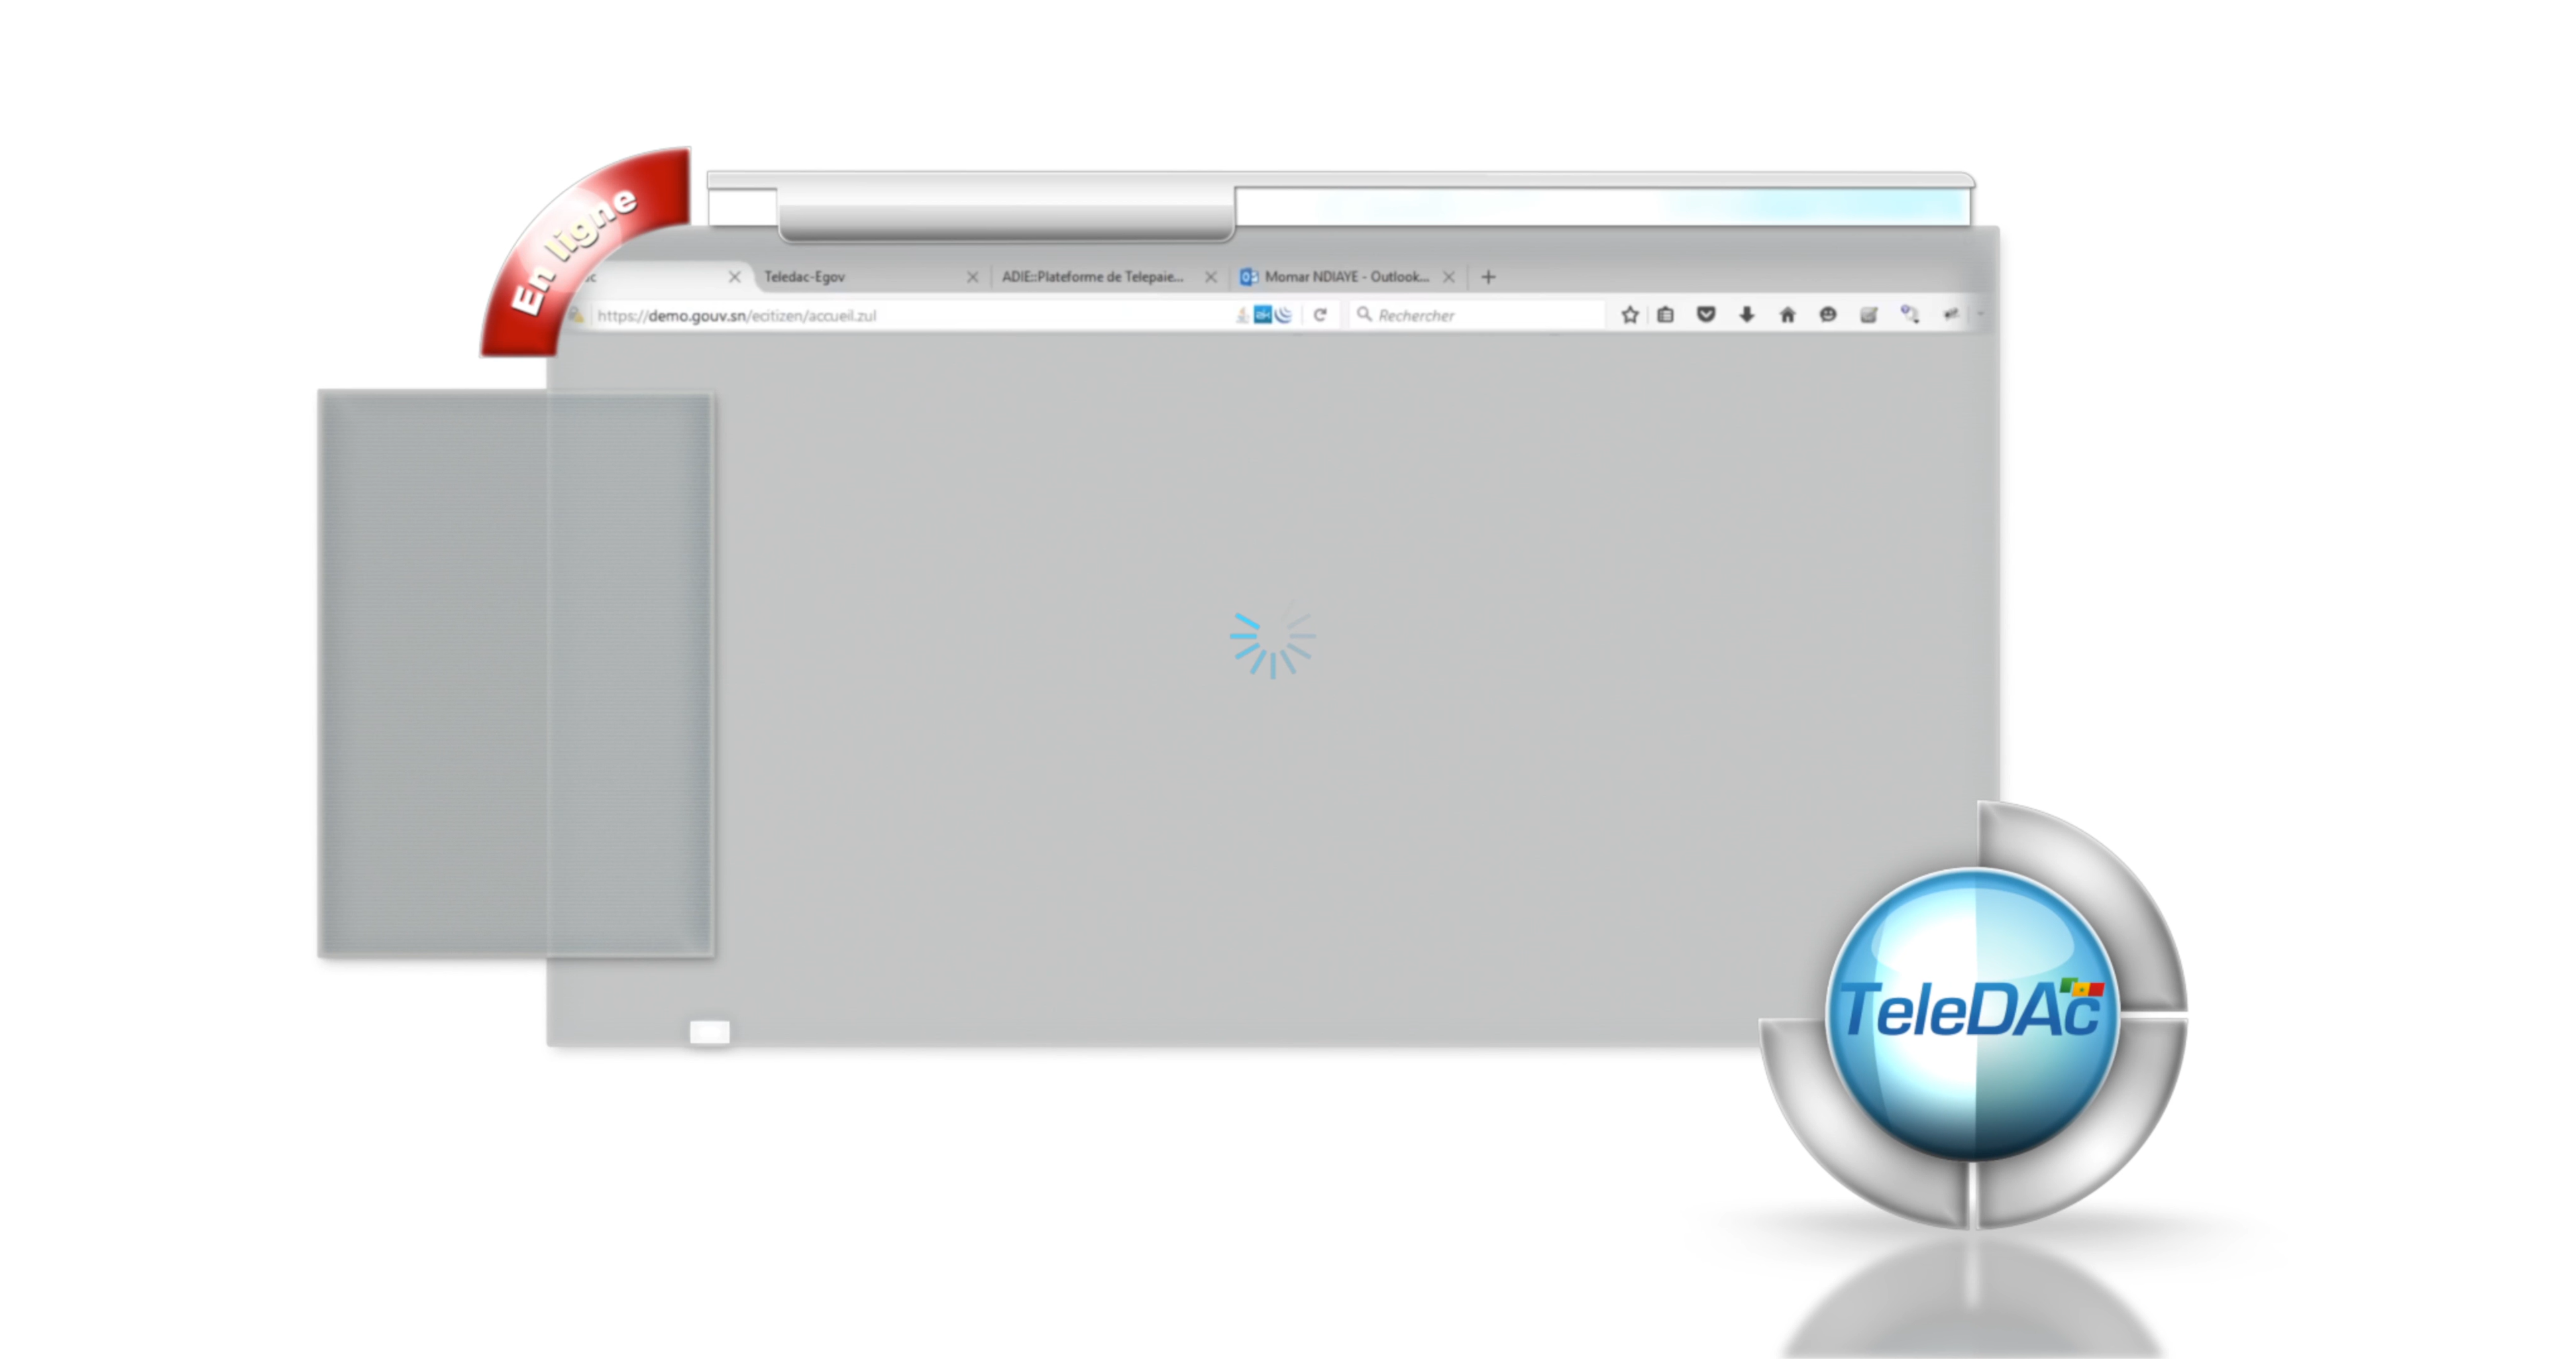 En ligne
Teledac-Egov
ADIE::Plateforme de Telepaie...
Momar NDIAYE - Outlook...
https://demo.gouv.sn/ecitizen/accueil.zul
Rechercher
TeleDAc